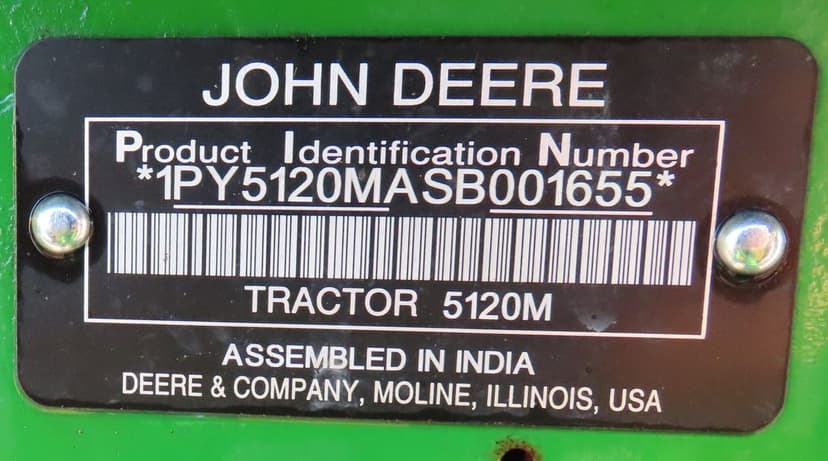 JOHN DEERE
Product Identification Number
*1PY5120MASB001655*
TRACTOR 5120M
ASSEMBLED IN INDIA
DEERE & COMPANY, MOLINE, ILLINOIS, USA